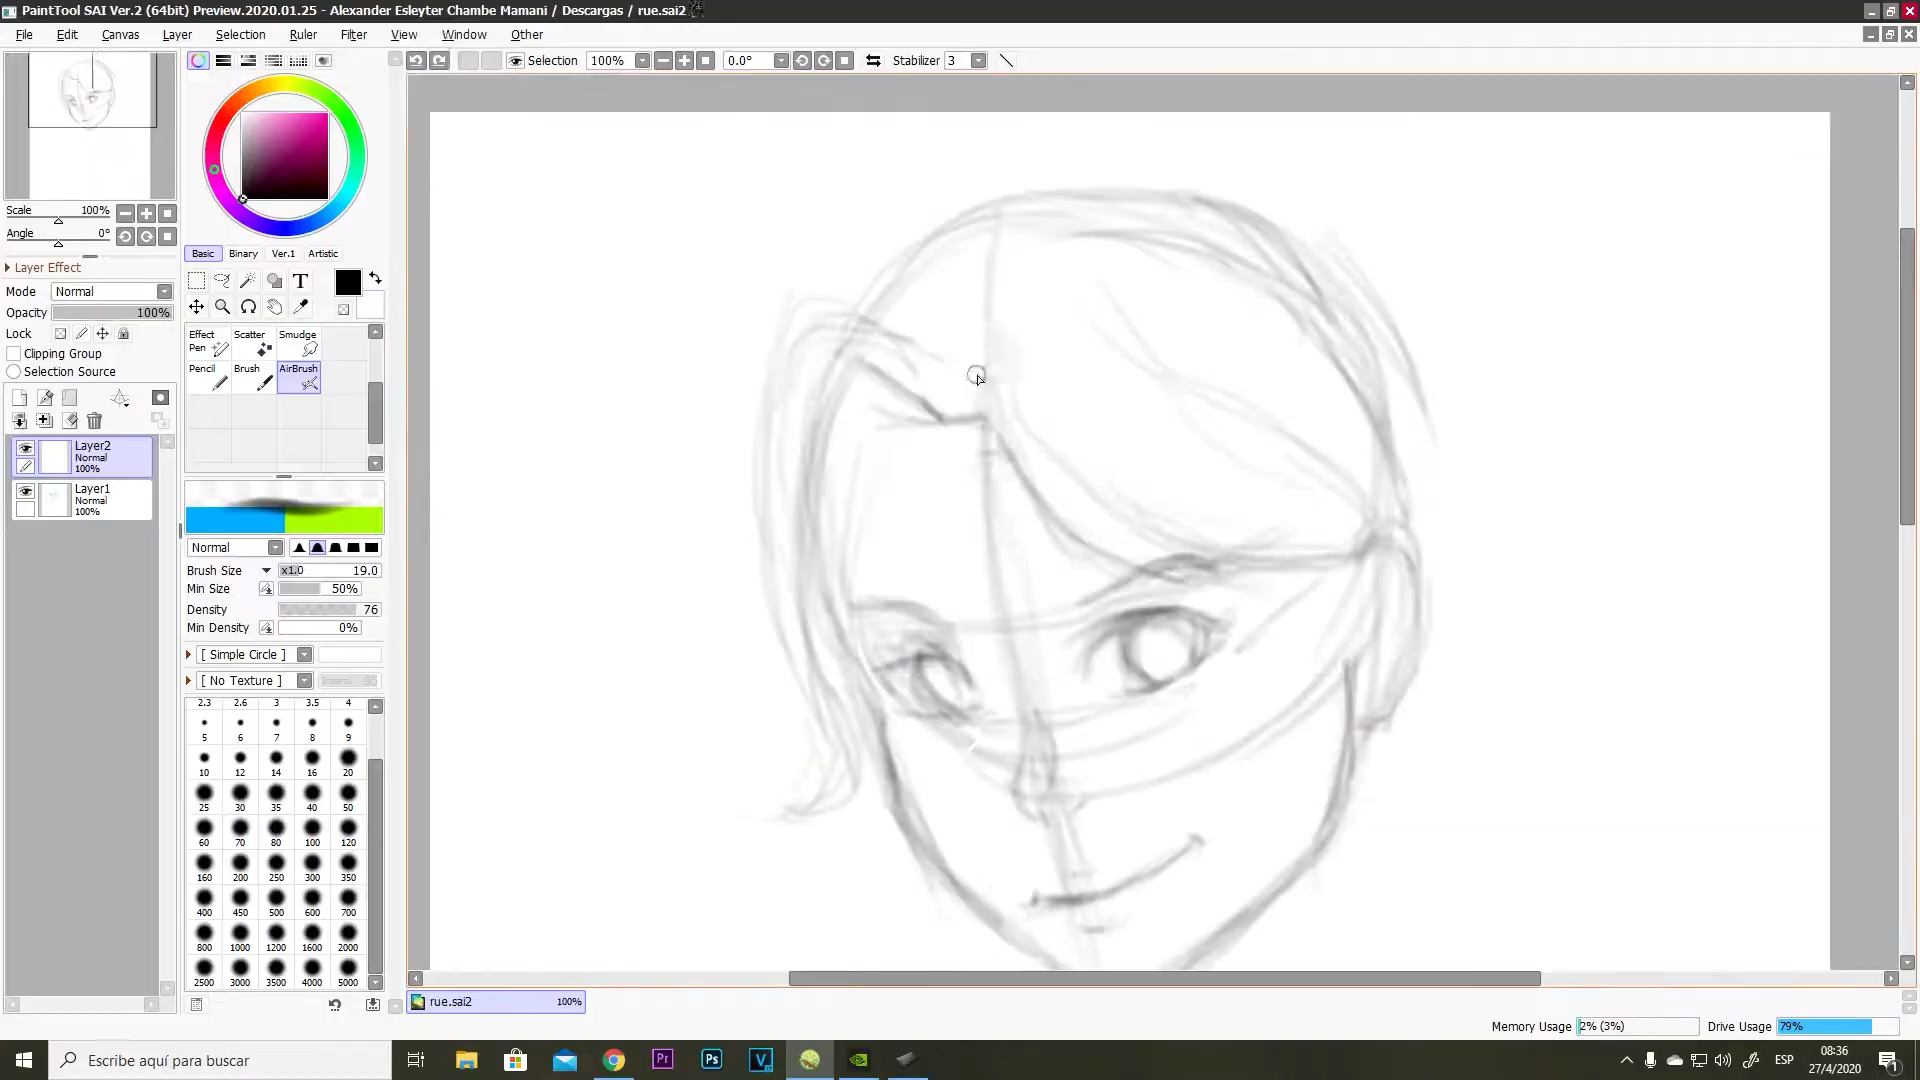 PaintTool SAI Ver.2 (64bit) Preview.2020.01.25 - Alexander Esleyter Chambe Mamani / Descargas / rue.sai2
File Edit Canvas Layer Selection Ruler Filter View Window Other
Selection 100% 0.0° Stabilizer 3
Scale 100%
Angle 0°
Basic Binary Ver.1 Artistic
Layer Effect
Mode Normal
Opacity 100%
Lock
Clipping Group
Selection Source
T
Effect Pen Scatter Smudge
Pencil Brush AirBrush
Layer2
Normal
100%
Layer1
Normal
100%
Normal
Brush Size x1.0 19.0
Min Size 50%
Density 76
Min Density 0%
[ Simple Circle ]
[ No Texture ]
2.3 2.6 3 3.5 4
5 6 7 8 9
10 12 14 16 20
25 30 35 40 50
60 70 80 100 120
160 200 250 300 350
400 450 500 600 700
800 1000 1200 1600 2000
2500 3000 3500 4000 5000
rue.sai2 100%
Memory Usage 2% (3%) Drive Usage 79%
Escribe aquí para buscar
Pr Ps V
ESP
08:36
27/4/2020
1